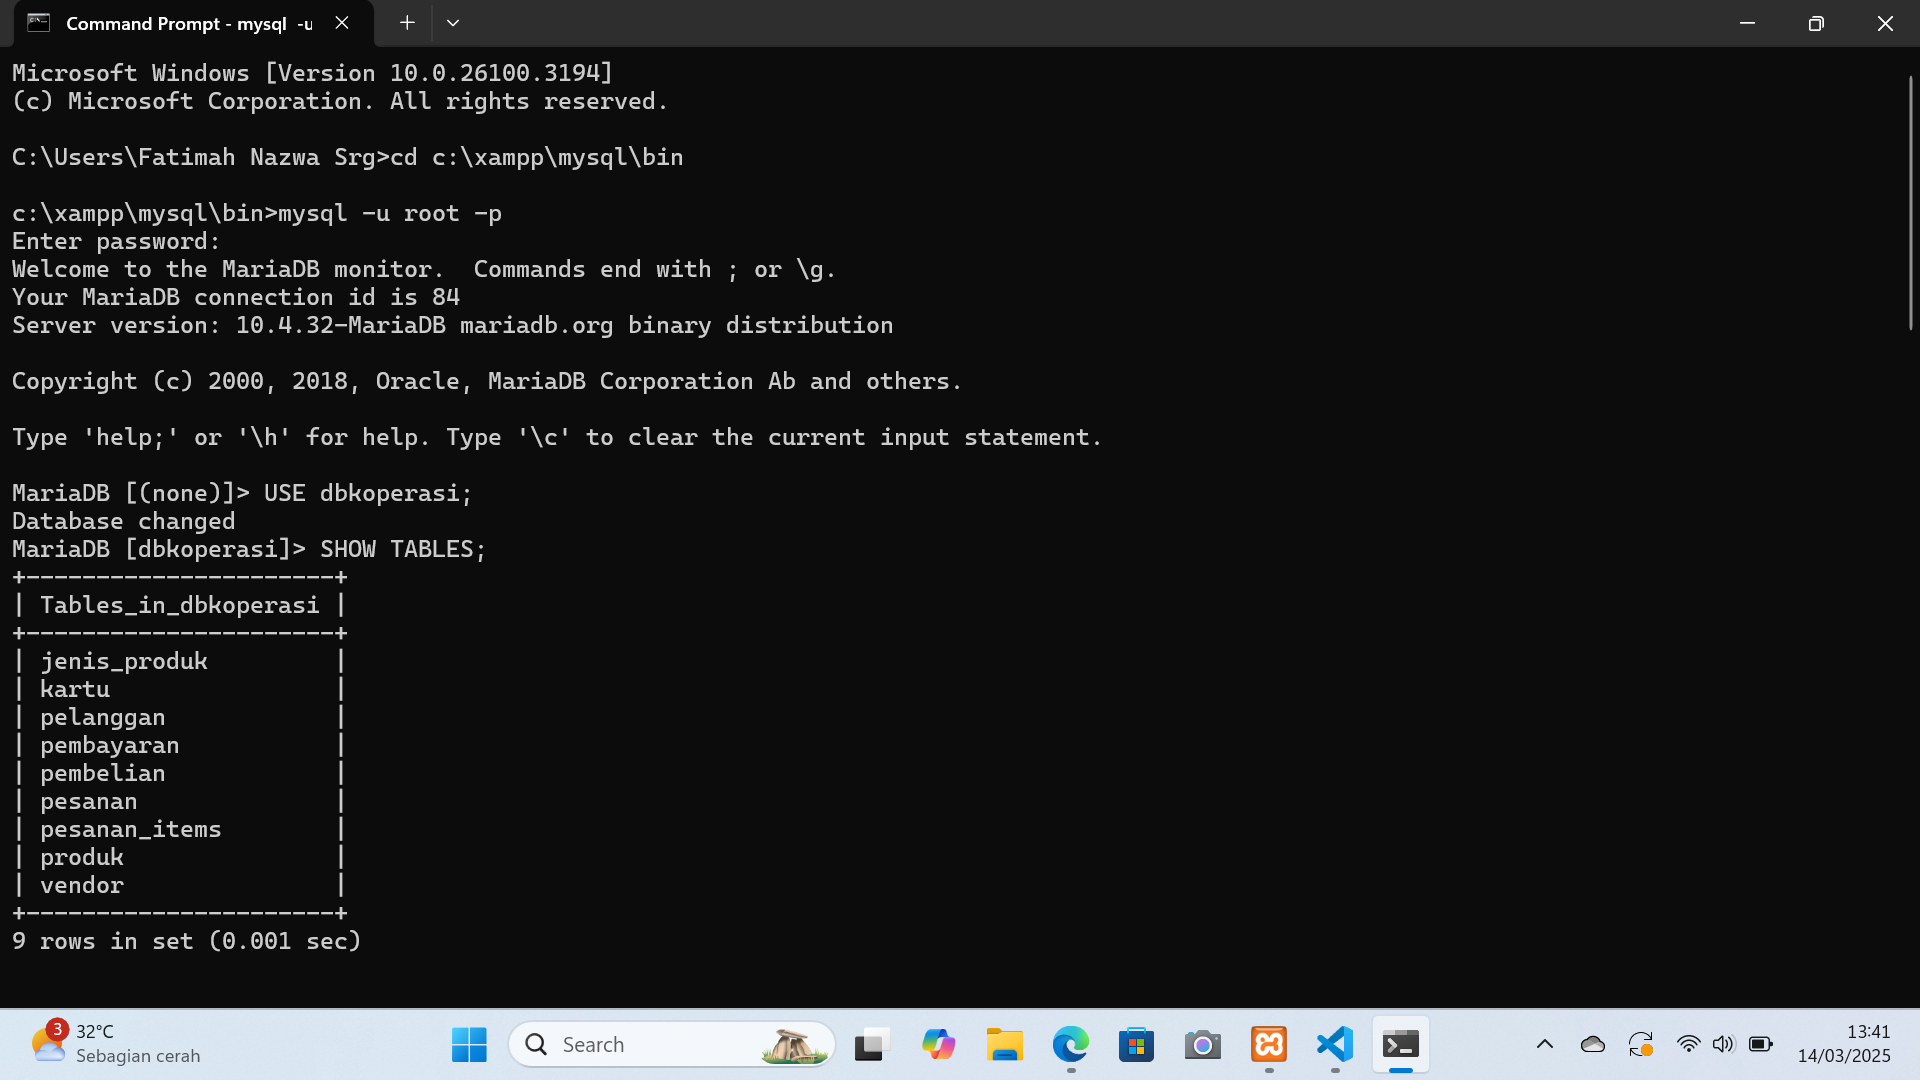 Command Prompt - mysql  -u
Microsoft Windows [Version 10.0.26100.3194]
(c) Microsoft Corporation. All rights reserved.
C:\Users\Fatimah Nazwa Srg>cd c:\xampp\mysql\bin
c:\xampp\mysql\bin>mysql -u root -p
Enter password:
Welcome to the MariaDB monitor.  Commands end with ; or \g.
Your MariaDB connection id is 84
Server version: 10.4.32-MariaDB mariadb.org binary distribution
Copyright (c) 2000, 2018, Oracle, MariaDB Corporation Ab and others.
Type 'help;' or '\h' for help. Type '\c' to clear the current input statement.
MariaDB [(none)]> USE dbkoperasi;
Database changed
MariaDB [dbkoperasi]> SHOW TABLES;
+----------------------+
| Tables_in_dbkoperasi |
+----------------------+
| jenis_produk         |
| kartu                |
| pelanggan            |
| pembayaran           |
| pembelian            |
| pesanan              |
| pesanan_items        |
| produk               |
| vendor               |
+----------------------+
9 rows in set (0.001 sec)
3
32°C
Sebagian cerah
Search
13:41
14/03/2025